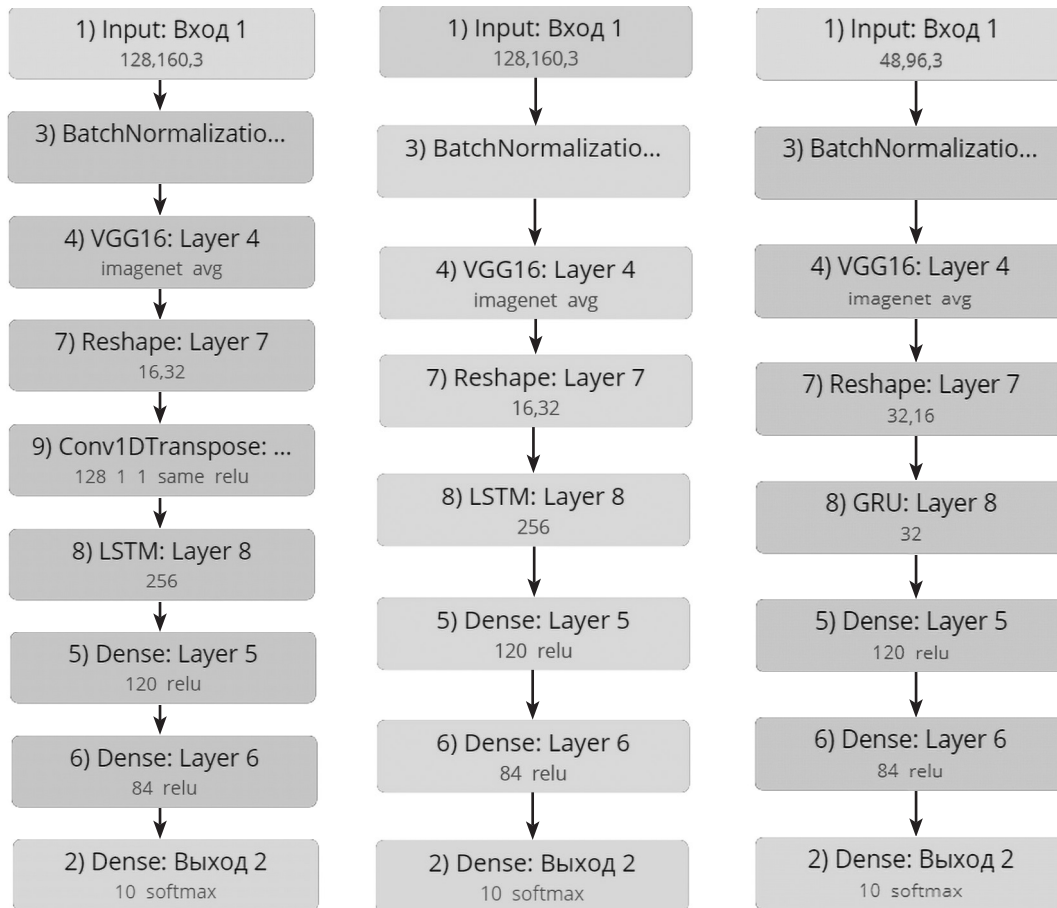 1) Input: Вход 1
128,160,3
3) BatchNormalizatio...
4) VGG16: Layer 4
imagenet avg
7) Reshape: Layer 7
16,32
9) Conv1DTranspose: ...
128 1 1 same relu
8) LSTM: Layer 8
256
5) Dense: Layer 5
120 relu
6) Dense: Layer 6
84 relu
2) Dense: Выход 2
10 softmax
1) Input: Вход 1
128,160,3
3) BatchNormalizatio...
4) VGG16: Layer 4
imagenet avg
7) Reshape: Layer 7
16,32
8) LSTM: Layer 8
256
5) Dense: Layer 5
120 relu
6) Dense: Layer 6
84 relu
2) Dense: Выход 2
10 softmax
1) Input: Вход 1
48,96,3
3) BatchNormalizatio...
4) VGG16: Layer 4
imagenet avg
7) Reshape: Layer 7
32,16
8) GRU: Layer 8
32
5) Dense: Layer 5
120 relu
6) Dense: Layer 6
84 relu
2) Dense: Выход 2
10 softmax